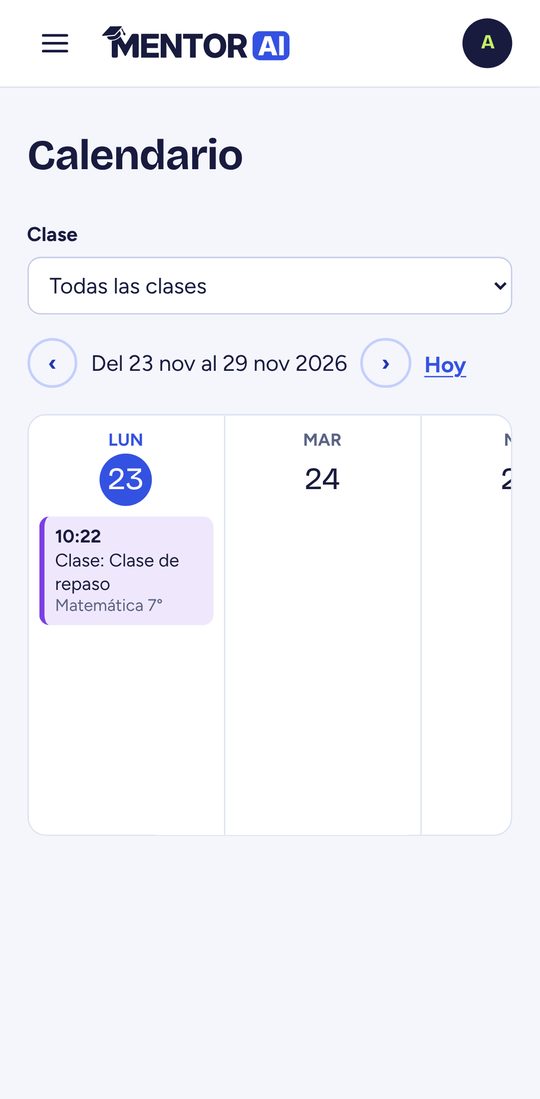 MENTOR AI
A
Calendario
Clase
Todas las clases
‹ Del 23 nov al 29 nov 2026 › Hoy
LUN
23
10:22
Clase: Clase de
repaso
Matemática 7°
MAR
24